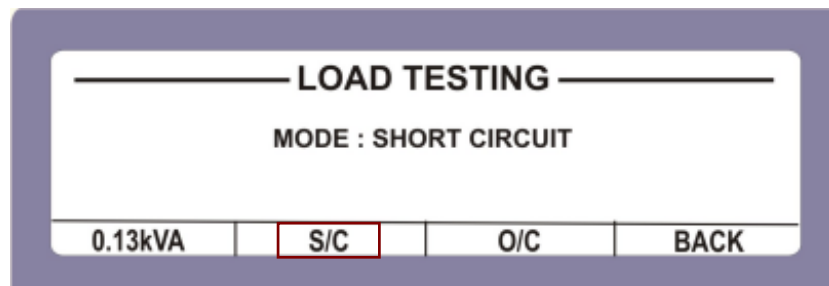 LOAD TESTING
MODE : SHORT CIRCUIT
0.13kVA S/C O/C BACK